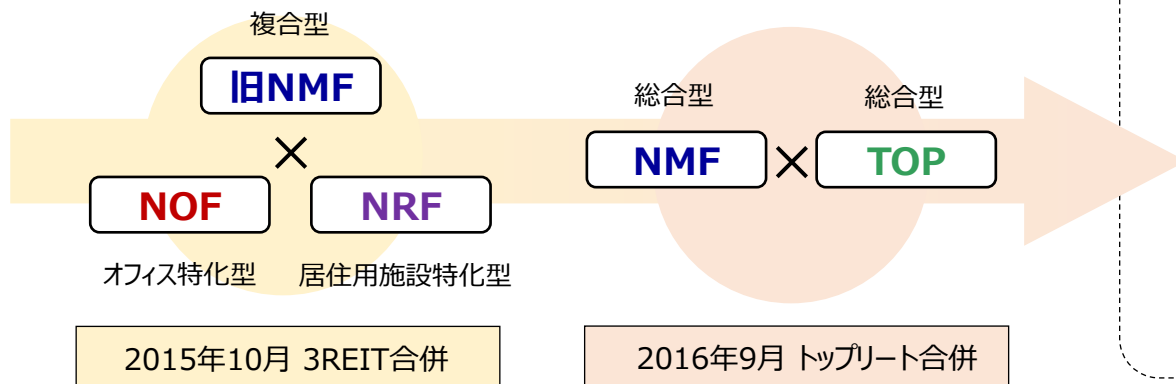 複合型
旧NMF
×
NOF
NRF
オフィス特化型
居住用施設特化型
2015年10月 3REIT合併
総合型
総合型
NMF
×
TOP
2016年9月 トップリート合併